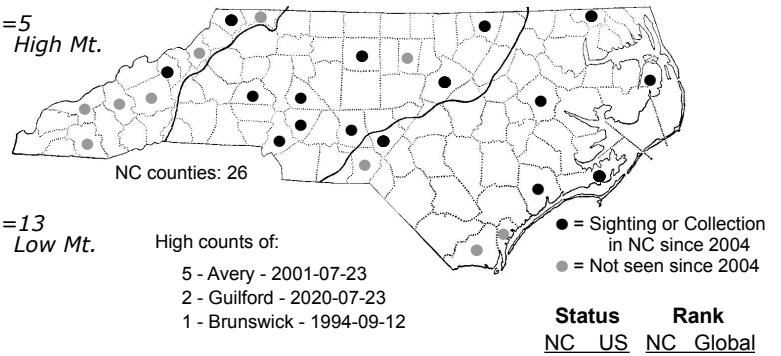 =5
High Mt.
NC counties: 26
=13
Low Mt.
High counts of:
5 - Avery - 2001-07-23
2 - Guilford - 2020-07-23
1 - Brunswick - 1994-09-12
● = Sighting or Collection
in NC since 2004
● = Not seen since 2004
Status Rank
NC US NC Global